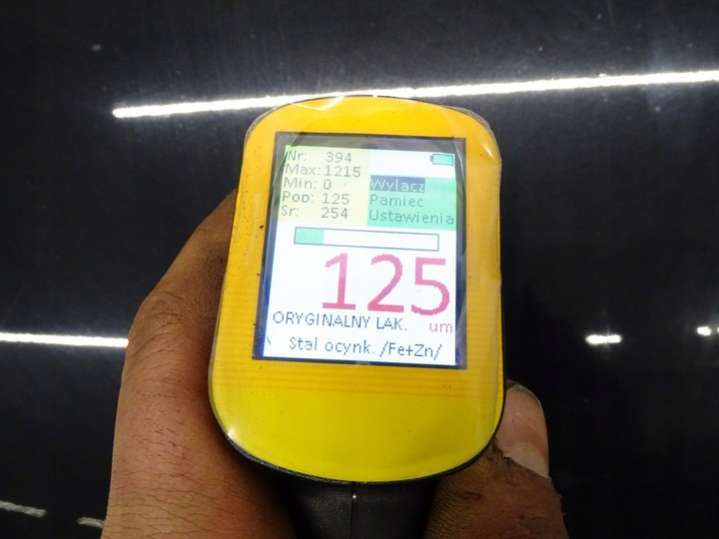 Nr: 394
Max: 1215
Min: 0
Pop: 125
Sr: 254
Wylacz
Pamiec
Ustawienia
125
um
ORYGINALNY LAK.
Stal ocynk. /Fe+Zn/